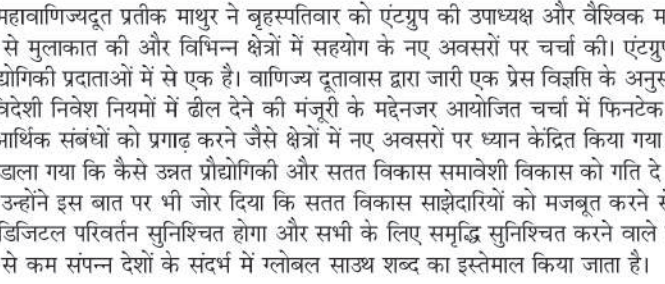 महावाणिज्यदूत प्रतीक माथुर ने बृहस्पतिवार को एंटग्रुप की उपाध्यक्ष और वैश्विक
से मुलाकात की और विभिन्न क्षेत्रों में सहयोग के नए अवसरों पर चर्चा की। एंटग्रुप
द्योगिकी प्रदाताओं में से एक है। वाणिज्य दूतावास द्वारा जारी एक प्रेस विज्ञप्ति के
विदेशी निवेश नियमों में ढील देने की मंजूरी के मद्देनजर आयोजित चर्चा में फिनटेक
आर्थिक संबंधों को प्रगाढ़ करने जैसे क्षेत्रों में नए अवसरों पर ध्यान केंद्रित किया गया
डाला गया कि कैसे उन्नत प्रौद्योगिकी और सतत विकास समावेशी विकास को गति दे
उन्होंने इस बात पर भी जोर दिया कि सतत विकास साझेदारियों को मजबूत करने
डिजिटल परिवर्तन सुनिश्चित होगा और सभी के लिए समृद्धि सुनिश्चित करने वाले
से कम संपन्न देशों के संदर्भ में ग्लोबल साउथ शब्द का इस्तेमाल किया जाता है।